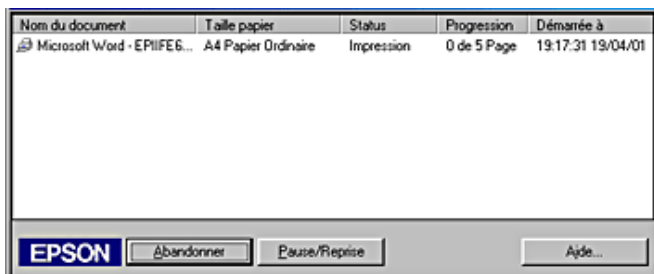 Nom du document Taille papier Status Progression Démarrée à
Microsoft Word - EPIIFE6... A4 Papier Ordinaire Impression 0 de 5 Page 19:17:31 19/04/01
EPSON Abandonner Pause/Reprise Aide...